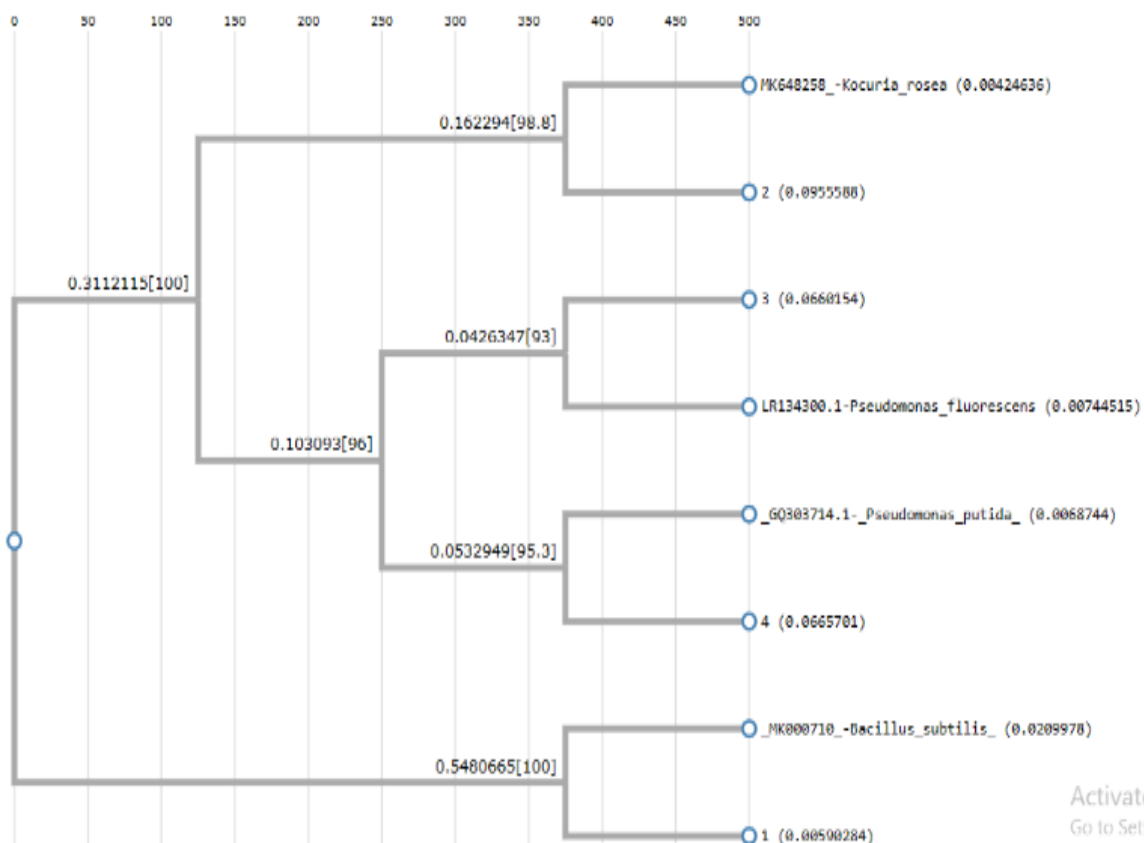 0 50 100 150 200 250 300 350 400 450 500
MK648258_-Kocuria_rosea (0.00424636)
0.162294[98.8]
2 (0.0955588)
0.3112115[100]
3 (0.0660154)
0.0426347[93]
LR134300.1-Pseudomonas_fluorescens (0.00744515)
0.103093[96]
_GQ303714.1-_Pseudomonas_putida_ (0.0068744)
0.0532949[95.3]
4 (0.0665701)
_MK000710_-Bacillus_subtilis_ (0.0209978)
0.5480665[100]
Activate
Go to Set
1 (0.00590284)